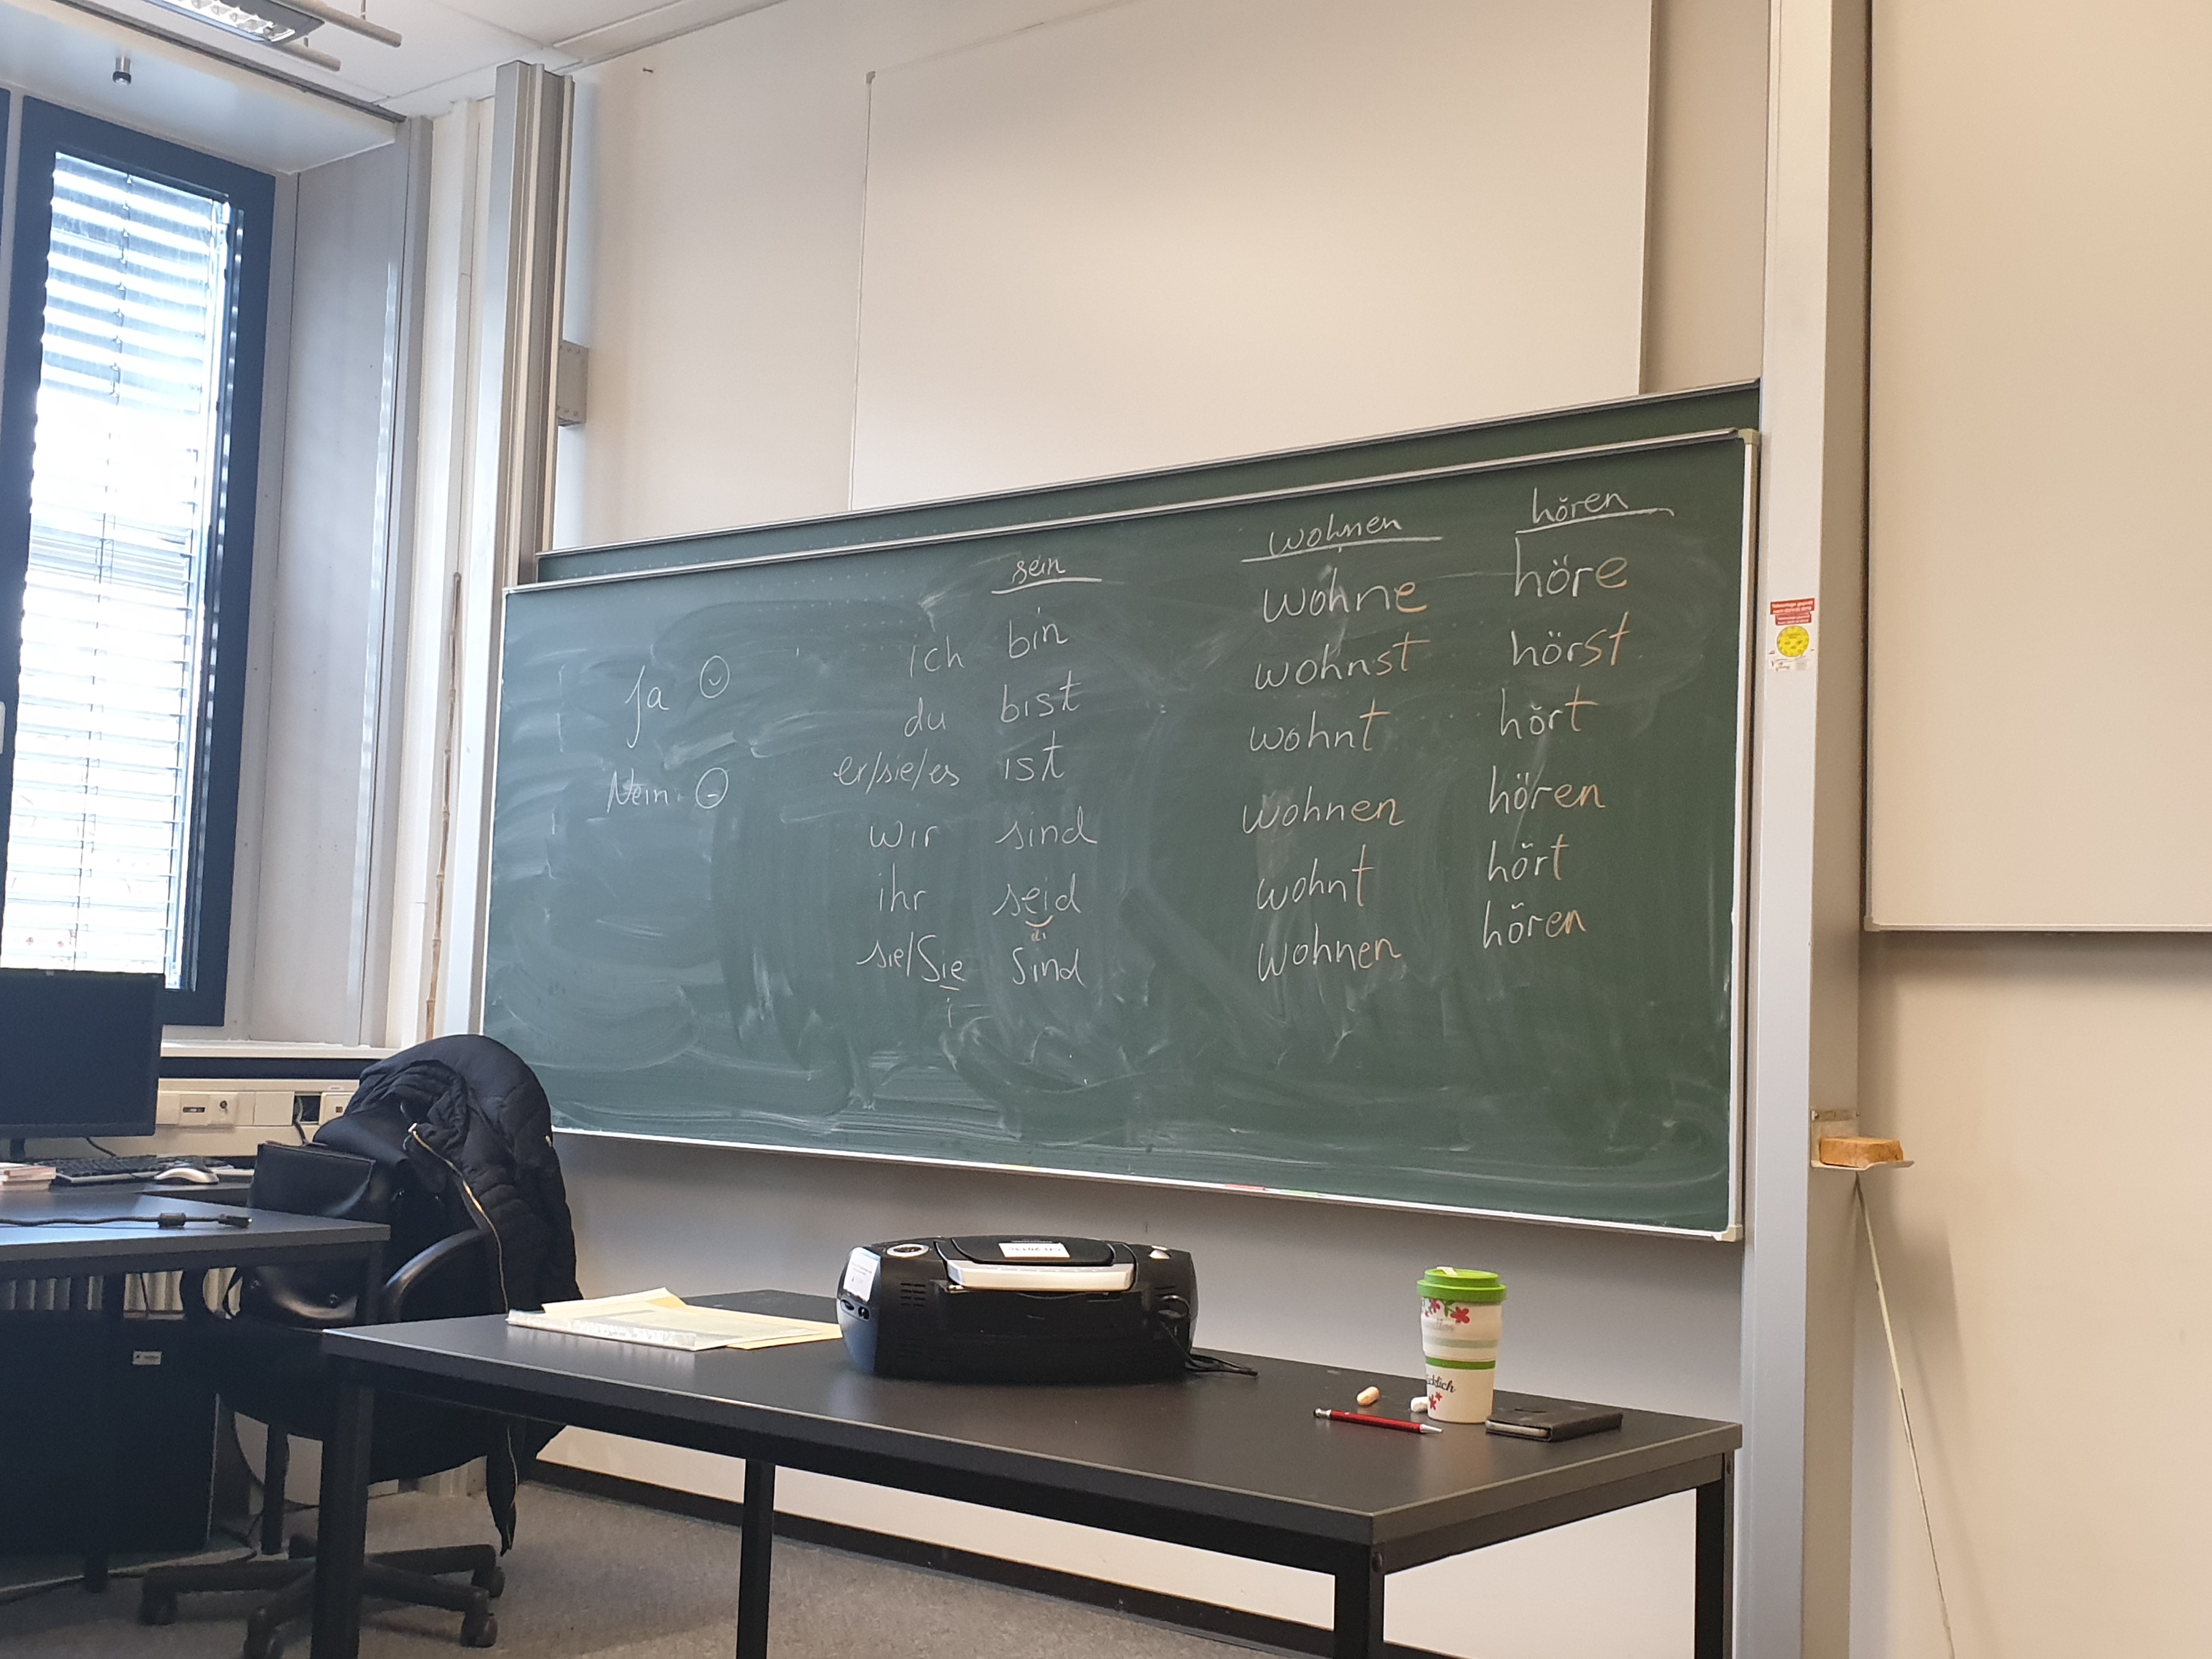 sein wohnen hören
ich bin wohne höre
Ja du bist wohnst hörst
er/sie/es ist wohnt hört
Nein wir sind wohnen hören
ihr seid wohnt hört
ai
sie/Sie sind wohnen hören
i